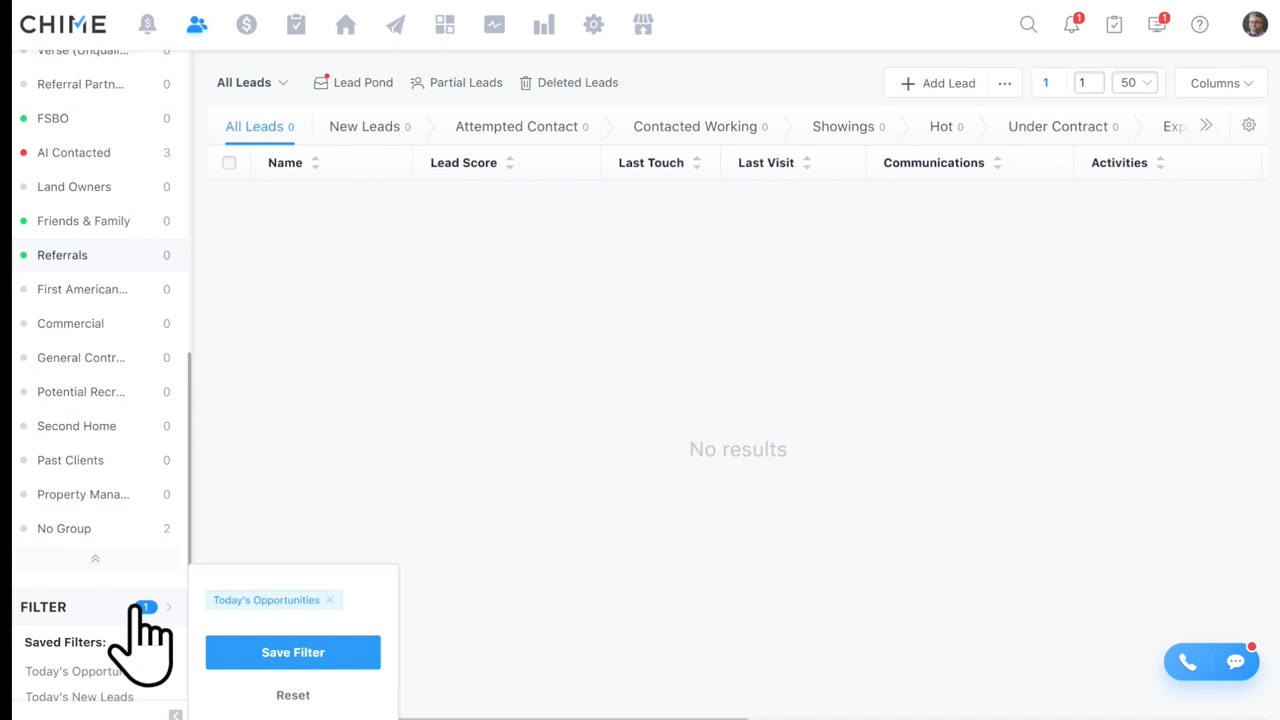 CHIME
1
1
Verse (Unquali... 0
Referral Partn... 0
FSBO 0
AI Contacted 3
Land Owners 0
Friends & Family 0
Referrals 0
First American... 0
Commercial 0
General Contr... 0
Potential Recr... 0
Second Home 0
Past Clients 0
Property Mana... 0
No Group 2
FILTER 1
Saved Filters:
Today's Opportu
Today's New Leads
All Leads Lead Pond Partial Leads Deleted Leads Add Lead ... 1 1 50 Columns
All Leads 0 New Leads 0 Attempted Contact 0 Contacted Working 0 Showings 0 Hot 0 Under Contract 0 Exp
Name Lead Score Last Touch Last Visit Communications Activities
No results
Today's Opportunities
Save Filter
Reset